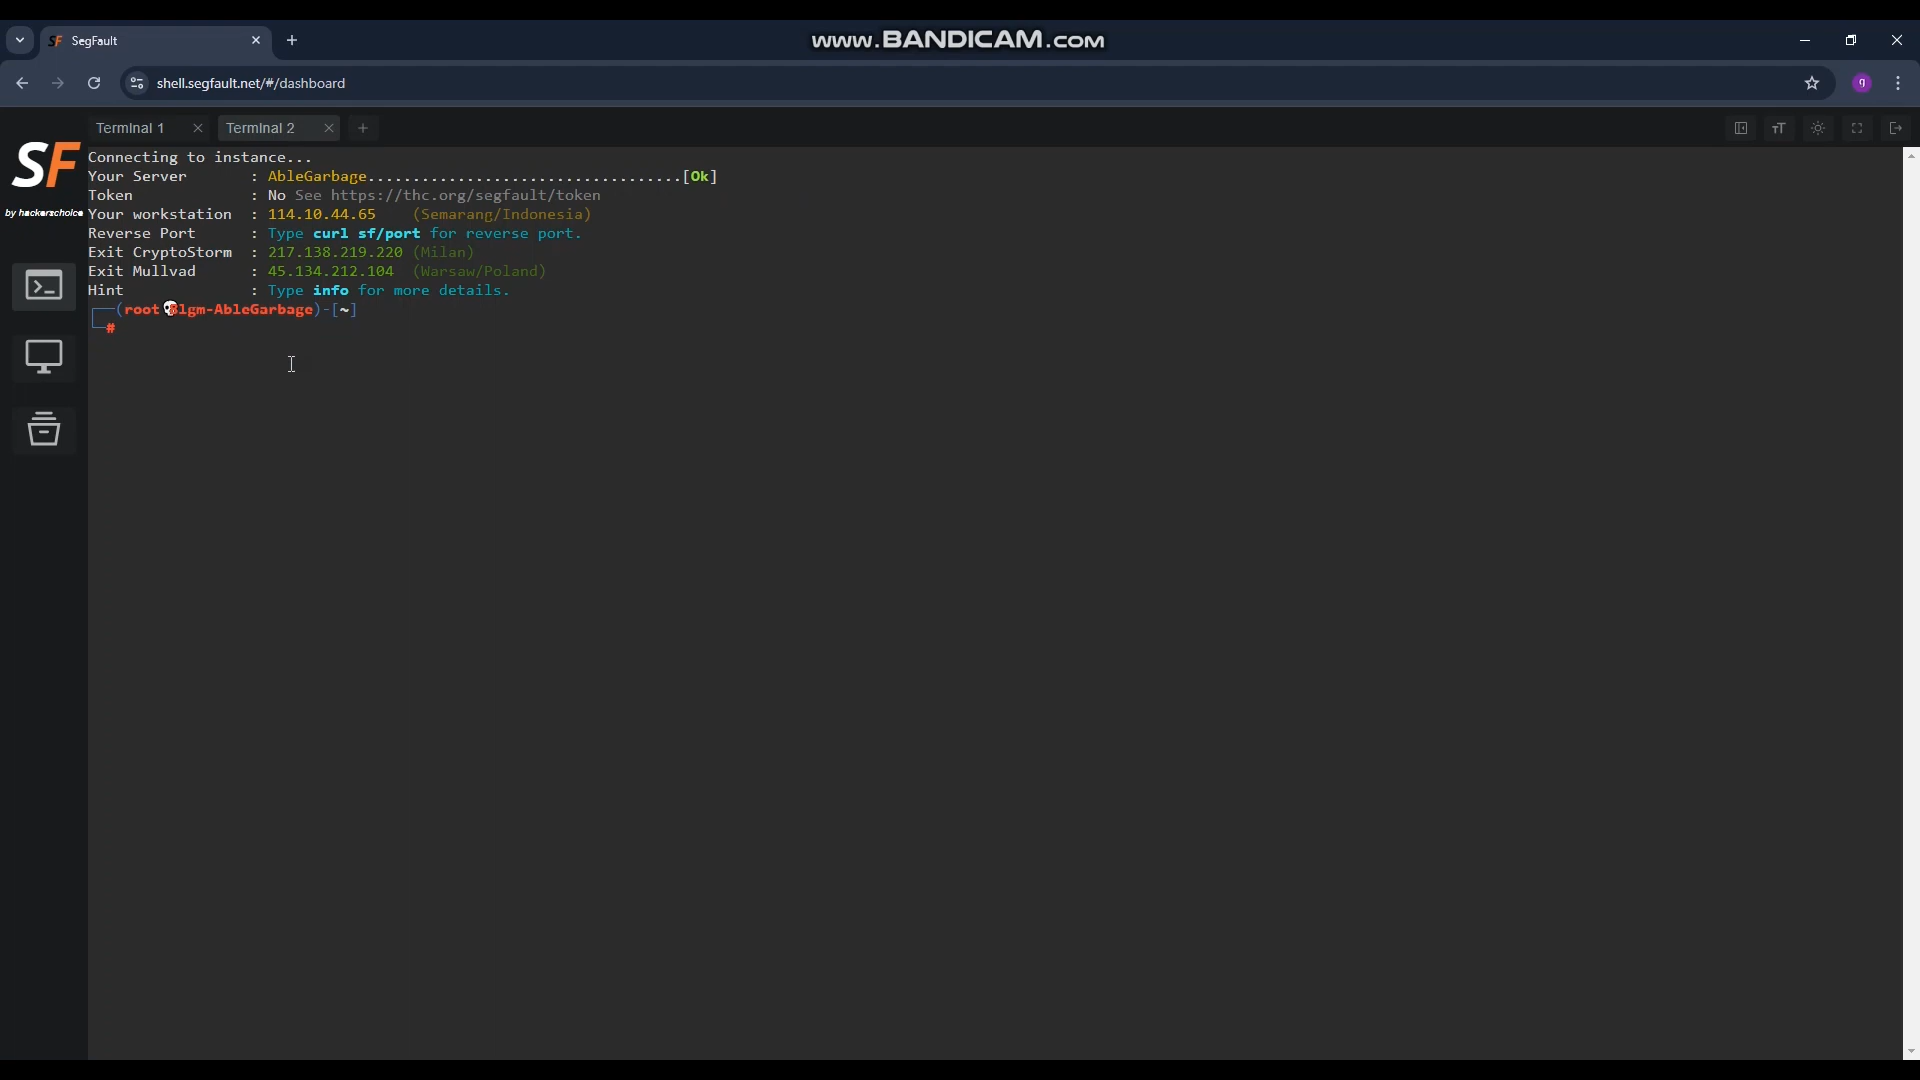 SegFault
www.BANDICAM.com
shell.segfault.net/#/dashboard
g
Terminal 1
Terminal 2
SF
by hackerschoice
Connecting to instance...
Your Server : AbleGarbage...................................[Ok]
Token : No See https://thc.org/segfault/token
Your workstation : 114.10.44.65 (Semarang/Indonesia)
Reverse Port : Type curl sf/port for reverse port.
Exit CryptoStorm : 217.138.219.220 (Milan)
Exit Mullvad : 45.134.212.104 (Warsaw/Poland)
Hint : Type info for more details.
(root lgm-AbleGarbage)-[~]
#